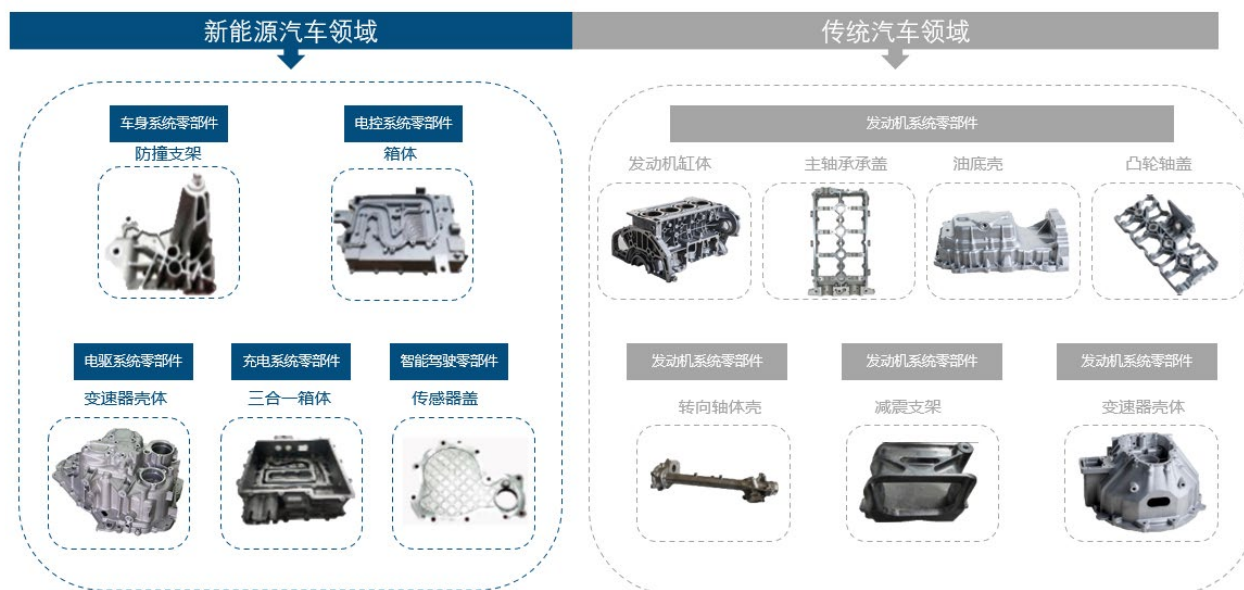 新能源汽车领域
传统汽车领域
车身系统零部件
电控系统零部件
防撞支架
箱体
电驱系统零部件
充电系统零部件
智能驾驶零部件
变速器壳体
三合一箱体
传感器盖
发动机系统零部件
发动机缸体
主轴承承盖
油底壳
凸轮轴盖
发动机系统零部件
发动机系统零部件
发动机系统零部件
转向轴体壳
减震支架
变速器壳体